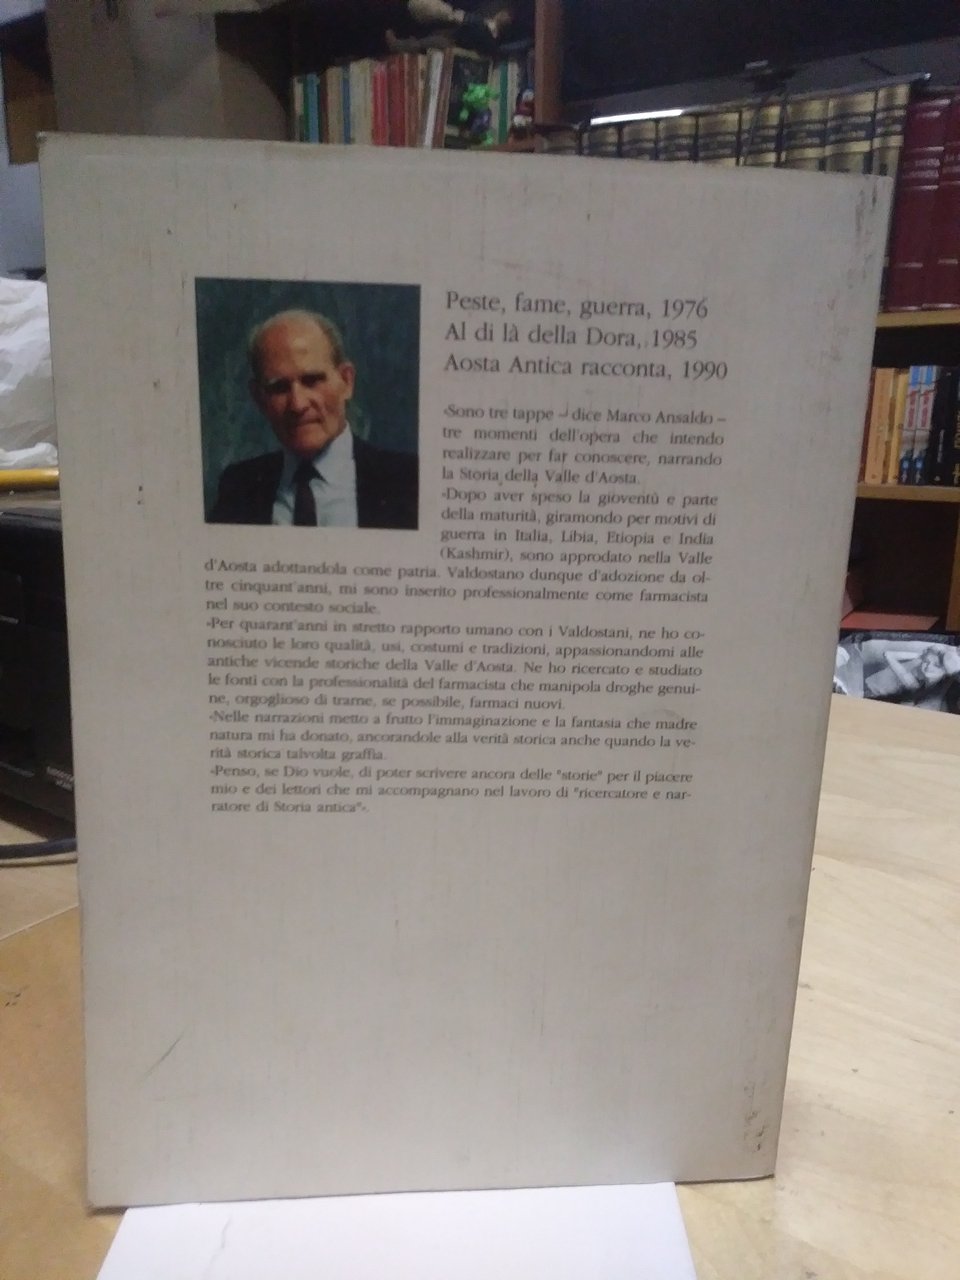 Peste, fame, guerra, 1976
Al di là della Dora, 1985
Aosta Antica racconta, 1990
«Sono tre tappe – dice Marco Ansaldo –
tre momenti dell'opera che intendo
realizzare per far conoscere, narrando
la Storia della Valle d'Aosta.
«Dopo aver speso la gioventù e parte
della maturità, giramondo per motivi di
guerra in Italia, Libia, Etiopia e India
(Kashmir), sono approdato nella Valle
d'Aosta adottandola come patria. Valdostano dunque d'adozione da ol-
tre cinquant'anni, mi sono inserito professionalmente come farmacista
nel suo contesto sociale.
«Per quarant'anni in stretto rapporto umano con i Valdostani, ne ho co-
nosciuto le loro qualità, usi, costumi e tradizioni, appassionandomi alle
antiche vicende storiche della Valle d'Aosta. Ne ho ricercato e studiato
le fonti con la professionalità del farmacista che manipola droghe genui-
ne, orgoglioso di trarne, se possibile, farmaci nuovi.
«Nelle narrazioni metto a frutto l'immaginazione e la fantasia che madre
natura mi ha donato, ancorandole alla verità storica anche quando la ve-
rità storica talvolta graffia.
«Penso, se Dio vuole, di poter scrivere ancora delle "storie" per il piacere
mio e dei lettori che mi accompagnano nel lavoro di "ricercatore e nar-
ratore di Storia antica"».